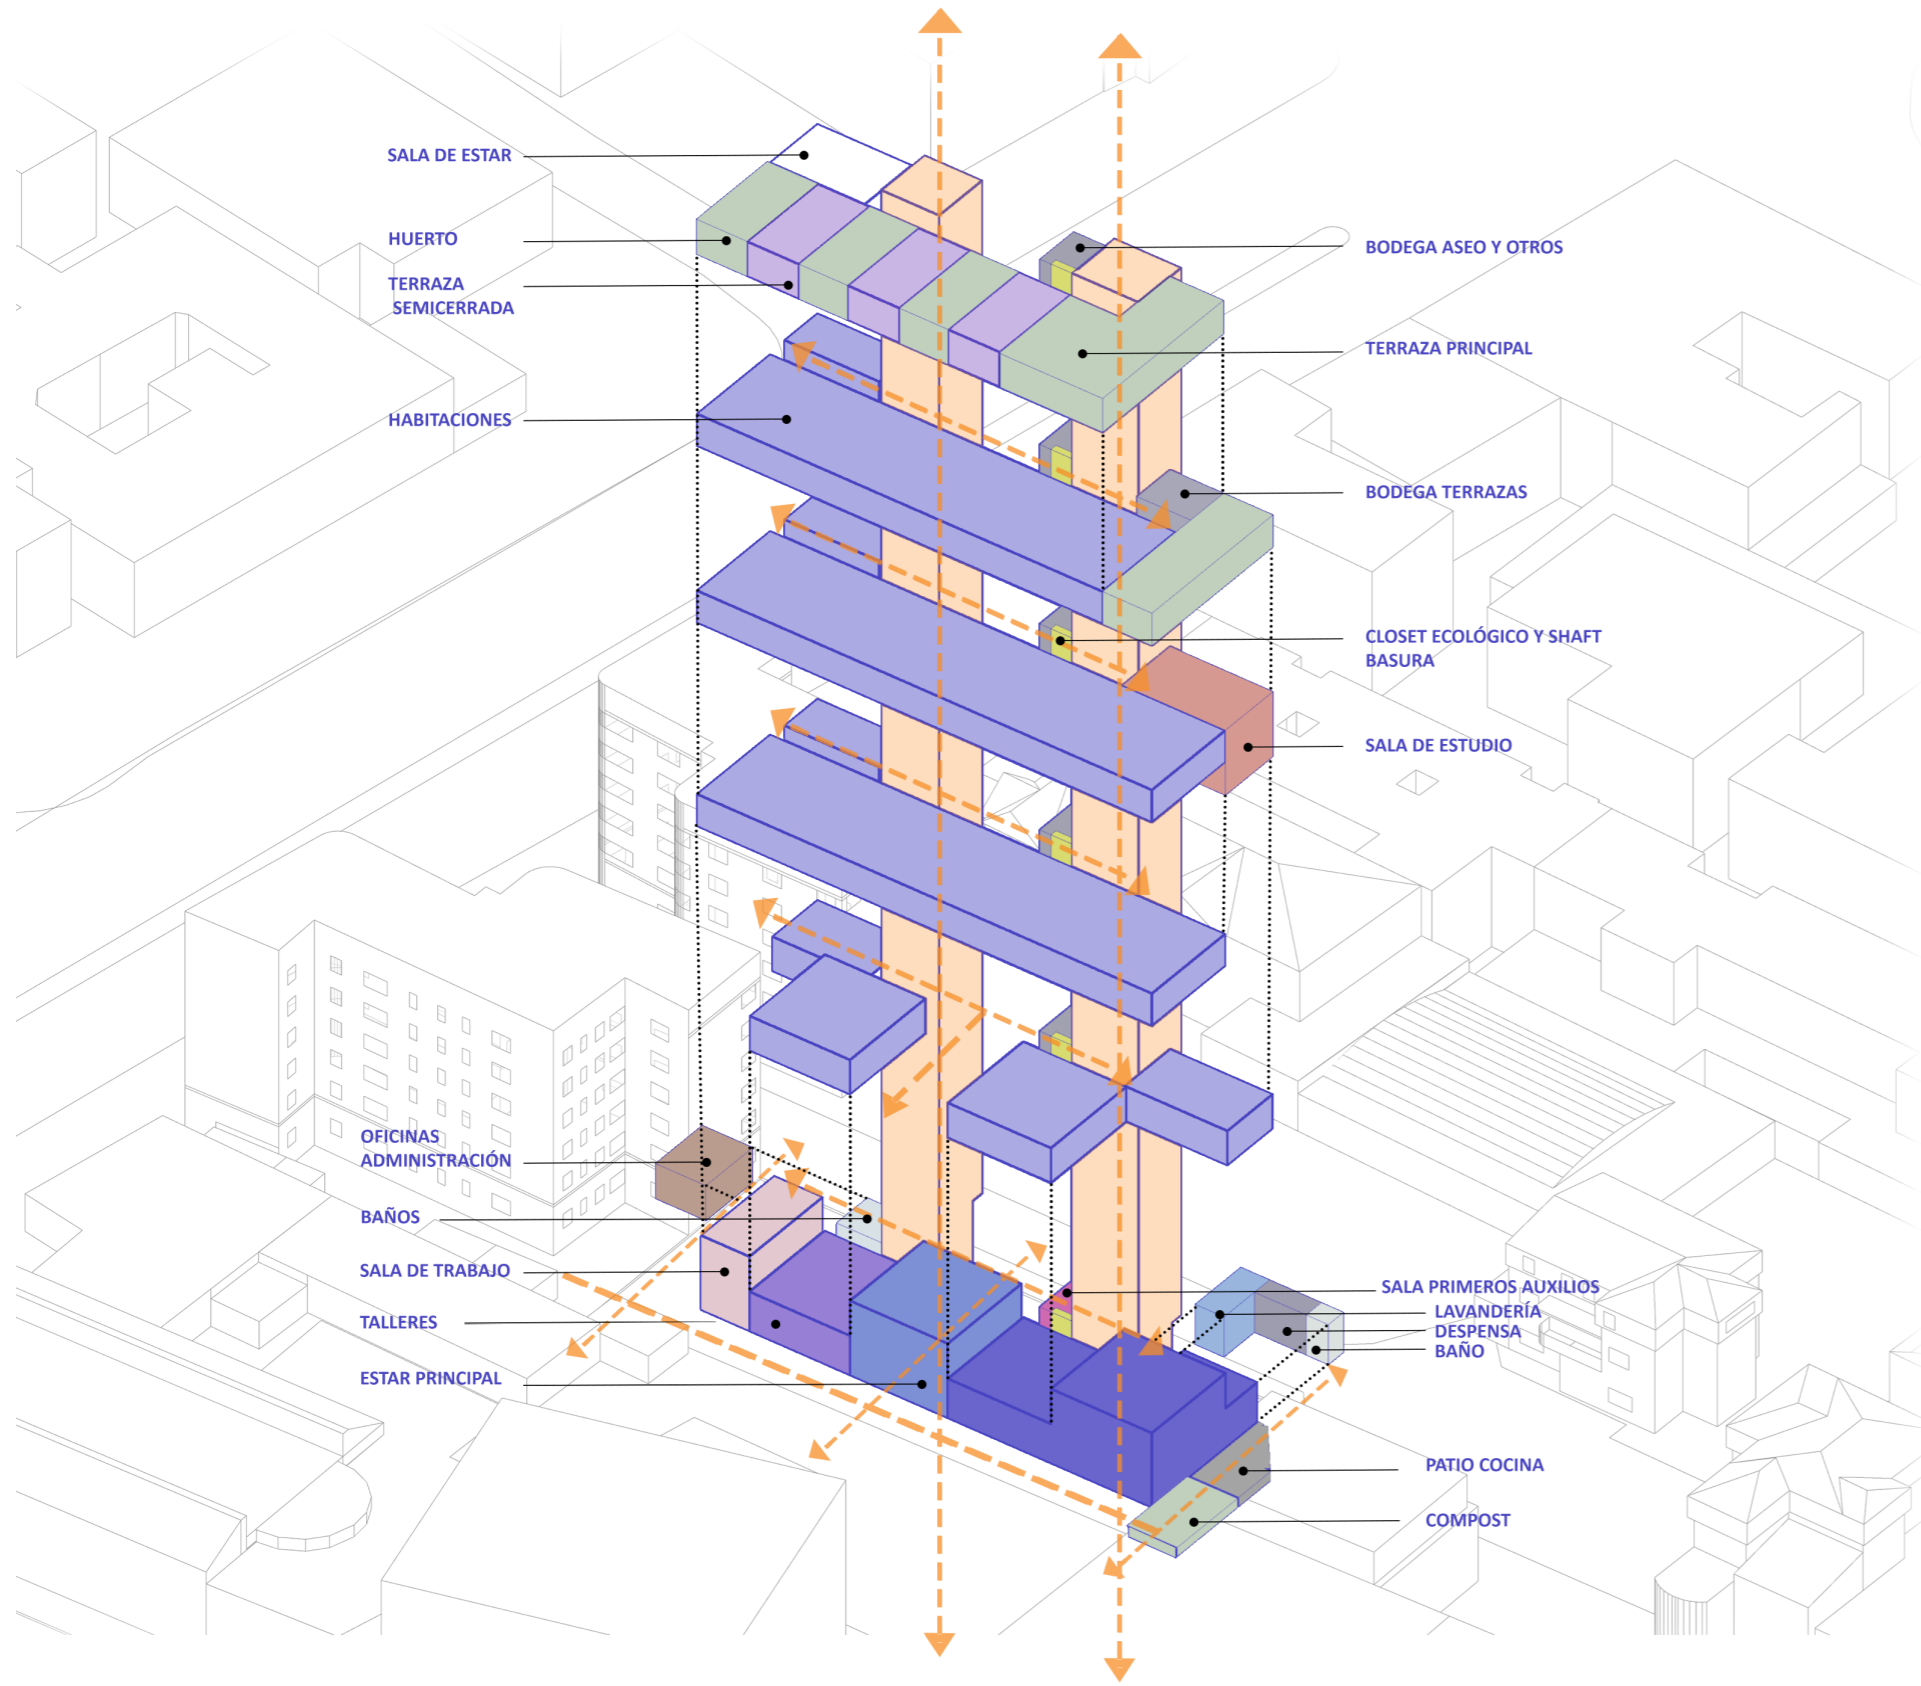 SALA DE ESTAR
HUERTO
TERRAZA
SEMICERRADA
HABITACIONES
BODEGA ASEO Y OTROS
TERRAZA PRINCIPAL
BODEGA TERRAZAS
CLOSET ECOLÓGICO Y SHAFT
BASURA
SALA DE ESTUDIO
OFICINAS
ADMINISTRACIÓN
BAÑOS
SALA DE TRABAJO
TALLERES
ESTAR PRINCIPAL
SALA PRIMEROS AUXILIOS
LAVANDERÍA
DESPENSA
BAÑO
PATIO COCINA
COMPOST